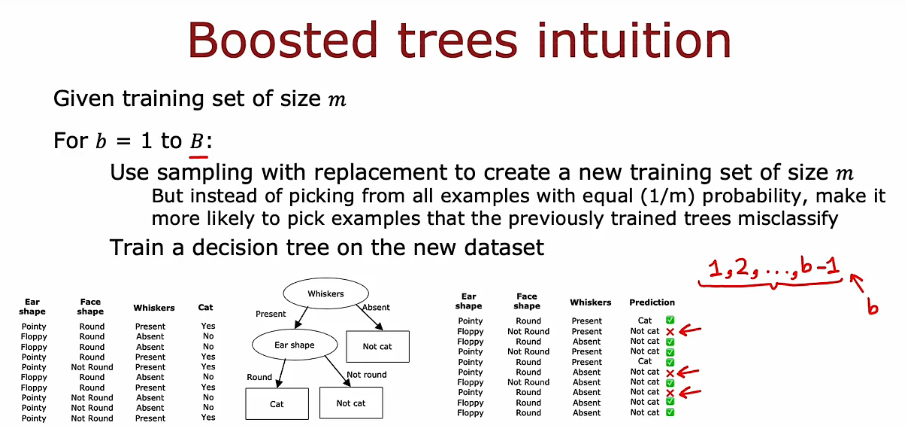 Boosted trees intuition
Given training set of size m
For b = 1 to B:
Use sampling with replacement to create a new training set of size m
But instead of picking from all examples with equal (1/m) probability, make it
more likely to pick examples that the previously trained trees misclassify
Train a decision tree on the new dataset
1,2,...,b-1
b
Ear shape Face shape Whiskers Cat
Pointy Round Present Yes
Floppy Round Absent No
Floppy Round Absent No
Pointy Round Present Yes
Pointy Not Round Present Yes
Floppy Round Absent No
Floppy Round Present Yes
Pointy Not Round Absent No
Pointy Not Round Absent No
Pointy Not Round Present Yes
Whiskers
Present
Absent
Ear shape
Not cat
Round
Not round
Cat
Not cat
Ear shape Face shape Whiskers Prediction
Pointy Round Present Cat ✅
Floppy Not Round Present Not cat ❌
Floppy Round Absent Not cat ✅
Pointy Not Round Present Not cat ✅
Pointy Round Present Cat ✅
Pointy Round Absent Not cat ❌
Floppy Not Round Absent Not cat ✅
Pointy Round Absent Not cat ❌
Floppy Round Absent Not cat ✅
Floppy Round Absent Not cat ✅